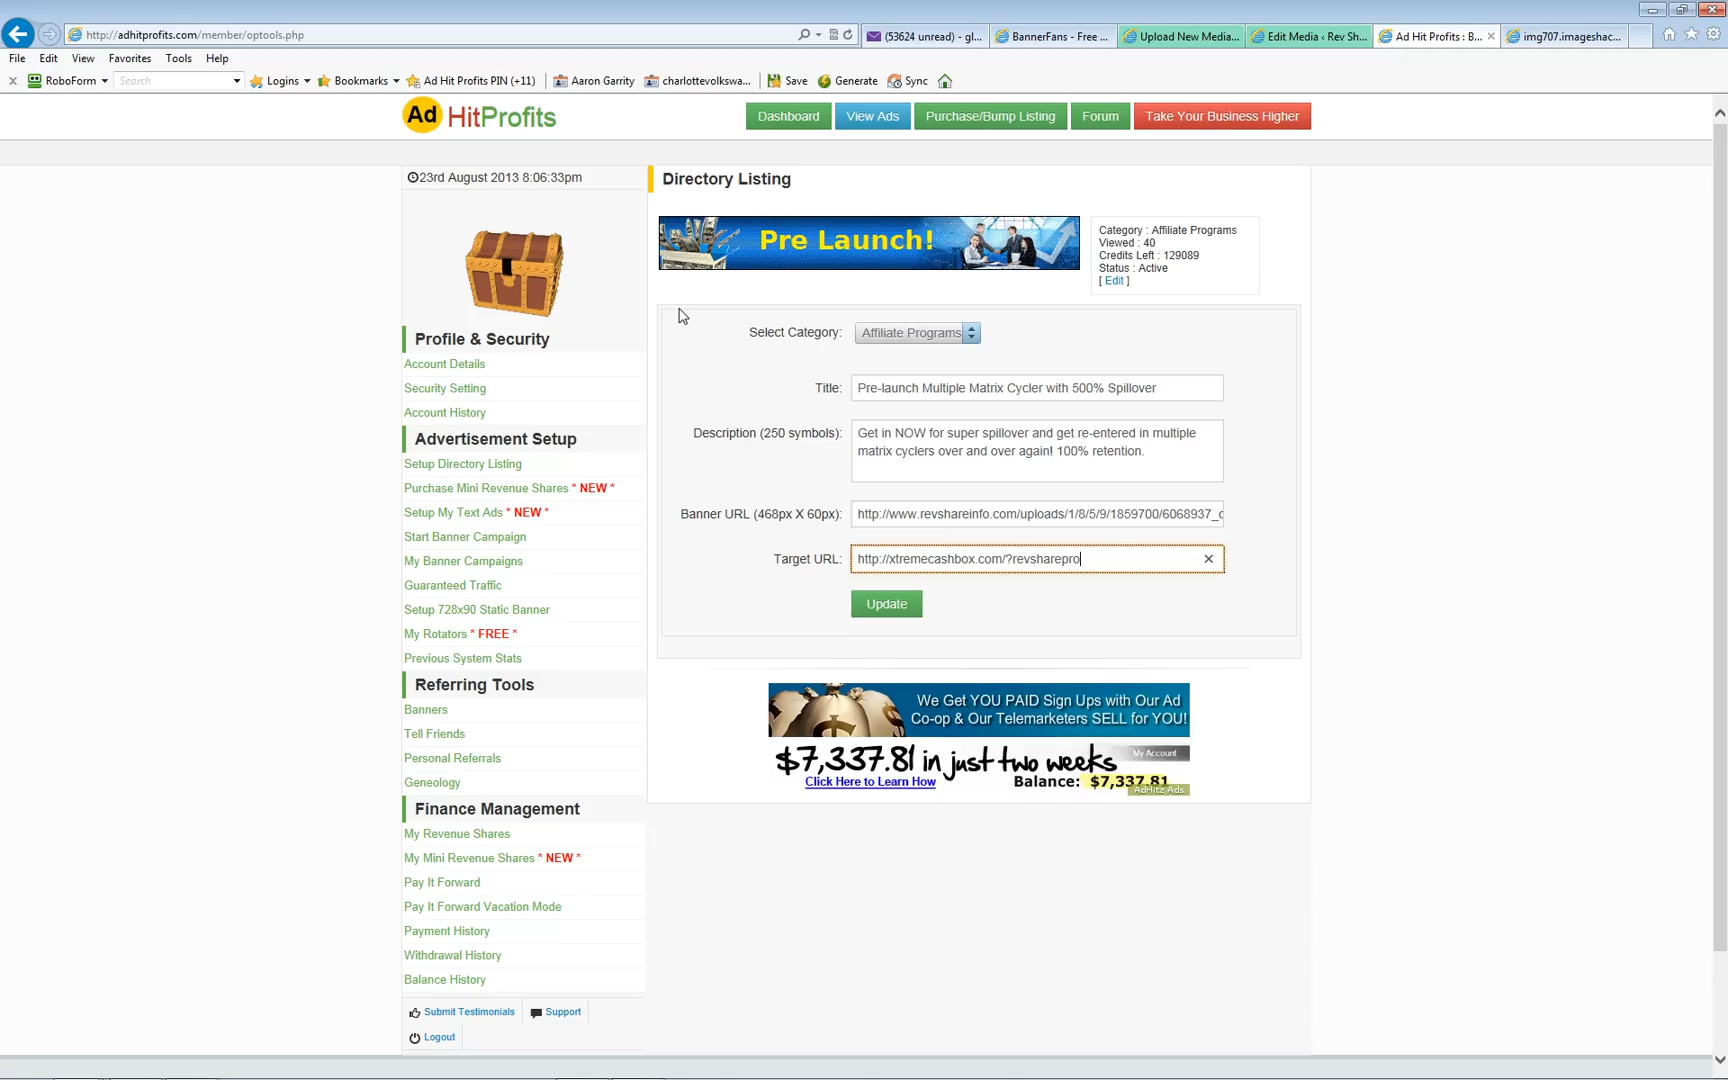 http://adhitprofits.com/member/optools.php
(53624 unread) - gl...
BannerFans - Free ...
Upload New Media...
Edit Media ‹ Rev Sh...
Ad Hit Profits : B...
img707.imageshac...
File Edit View Favorites Tools Help
RoboForm Search Logins Bookmarks Ad Hit Profits PIN (+11) Aaron Garrity charlottevolkswa... Save Generate Sync
Ad HitProfits
Dashboard View Ads Purchase/Bump Listing Forum Take Your Business Higher
23rd August 2013 8:06:33pm
Profile & Security
Account Details
Security Setting
Account History
Advertisement Setup
Setup Directory Listing
Purchase Mini Revenue Shares * NEW *
Setup My Text Ads * NEW *
Start Banner Campaign
My Banner Campaigns
Guaranteed Traffic
Setup 728x90 Static Banner
My Rotators * FREE *
Previous System Stats
Referring Tools
Banners
Tell Friends
Personal Referrals
Geneology
Finance Management
My Revenue Shares
My Mini Revenue Shares * NEW *
Pay It Forward
Pay It Forward Vacation Mode
Payment History
Withdrawal History
Balance History
Submit Testimonials Support
Logout
Directory Listing
Pre Launch!
Category : Affiliate Programs
Viewed : 40
Credits Left : 129089
Status : Active
[ Edit ]
Select Category: Affiliate Programs
Title: Pre-launch Multiple Matrix Cycler with 500% Spillover
Description (250 symbols): Get in NOW for super spillover and get re-entered in multiple
matrix cyclers over and over again! 100% retention.
Banner URL (468px X 60px): http://www.revshareinfo.com/uploads/1/8/5/9/1859700/6068937_
Target URL: http://xtremecashbox.com/?revsharepro
Update
We Get YOU PAID Sign Ups with Our Ad
Co-op & Our Telemarketers SELL for YOU!
$7,337.81 in just two weeks My Account
Click Here to Learn How Balance: $7,337.81
AdHitz Ads